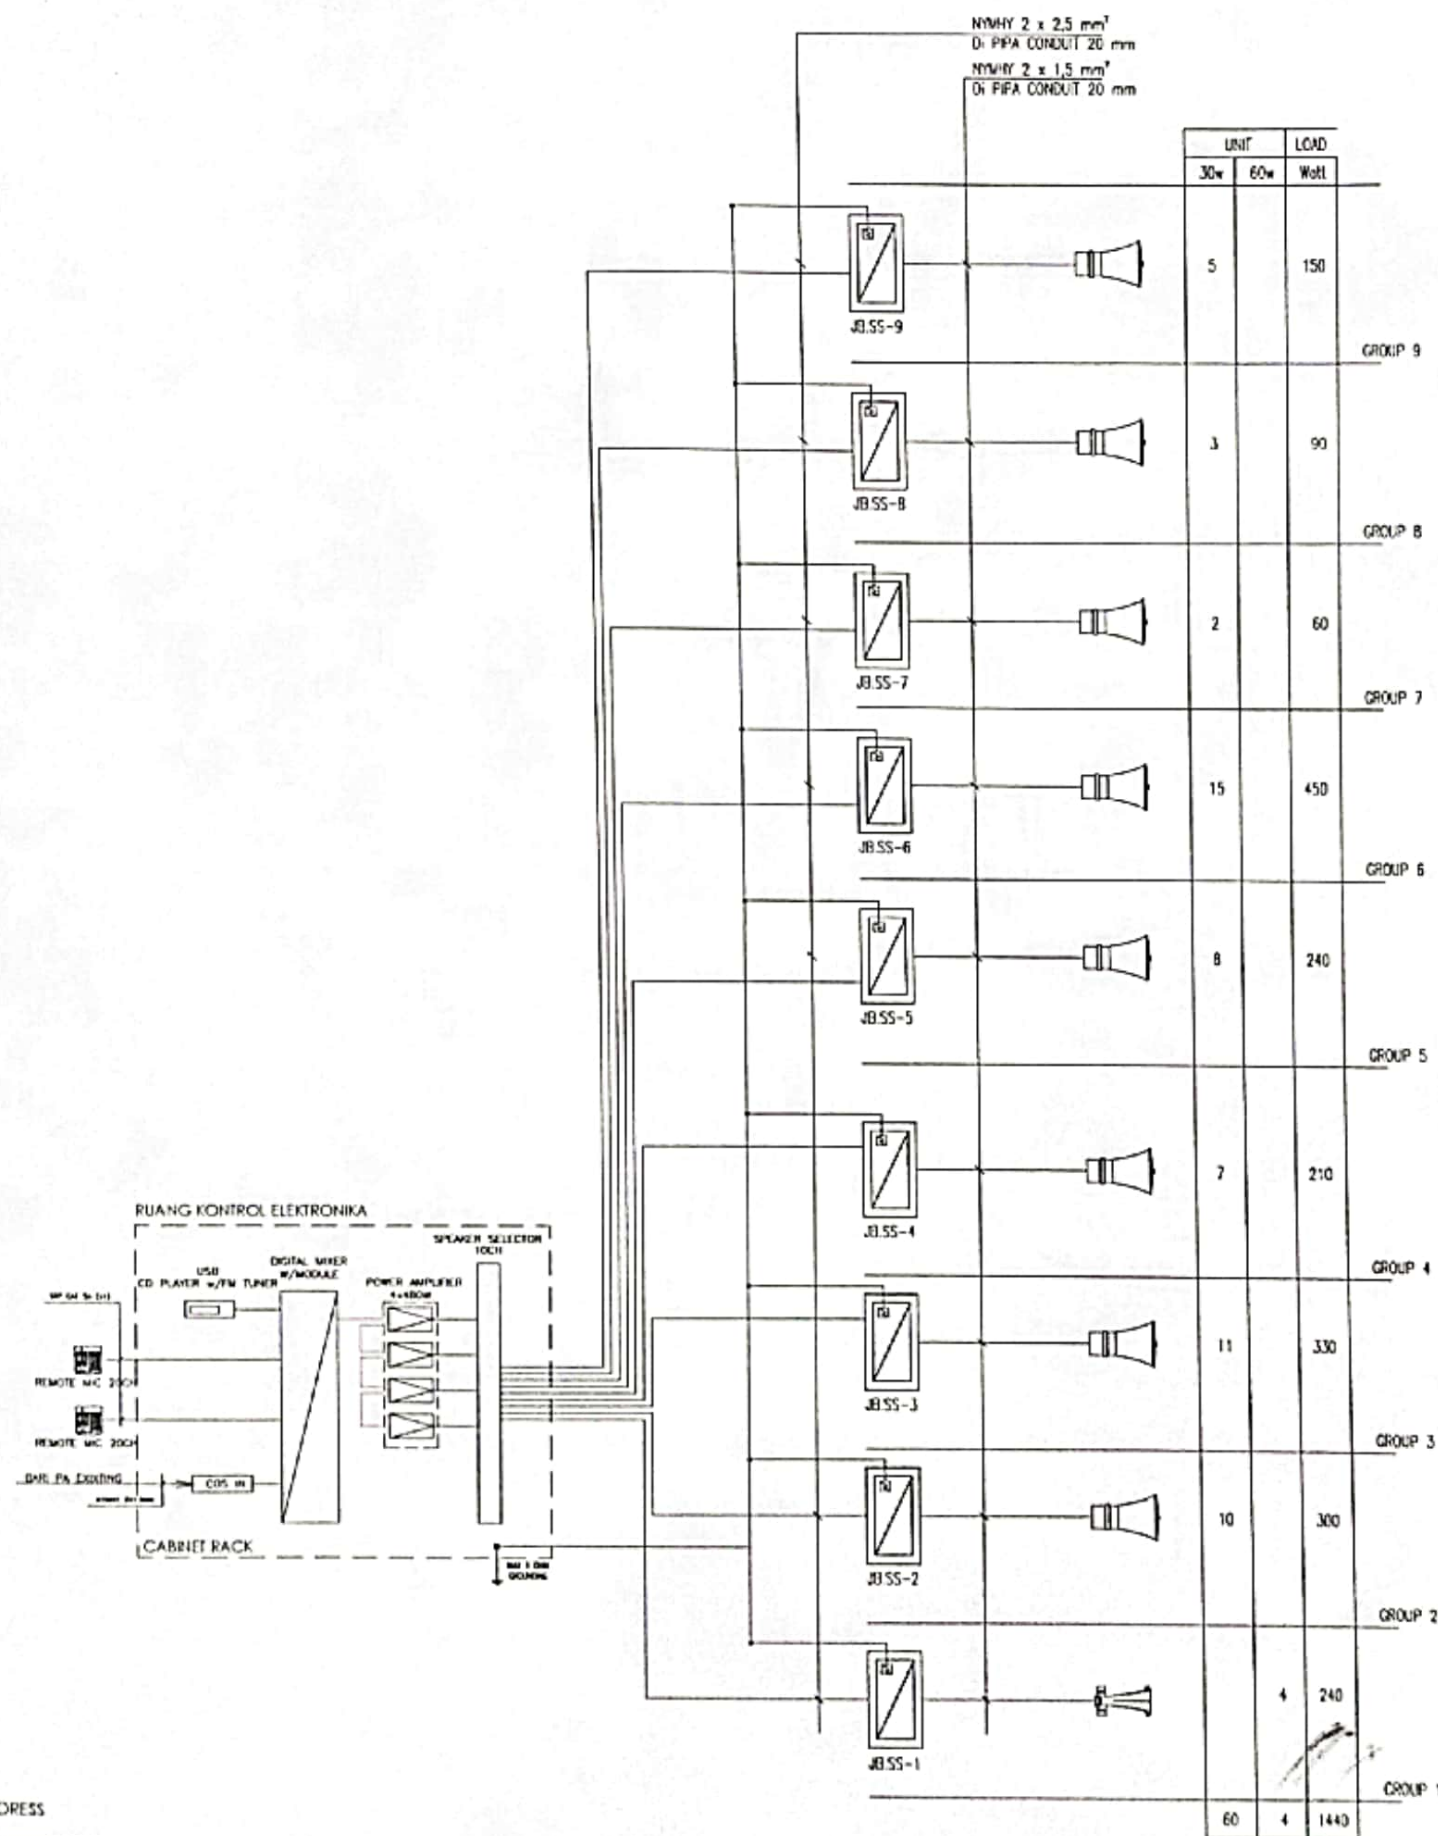 NYMHY 2 x 2,5 mm²
Di PIPA CONDUIT 20 mm
NYMHY 2 x 1,5 mm²
Di PIPA CONDUIT 20 mm
UNIT LOAD
30w 60w Watt
5 150
JB.SS-9
GROUP 9
3 90
JB.SS-8
GROUP 8
2 60
JB.SS-7
GROUP 7
15 450
JB.SS-6
GROUP 6
8 240
JB.SS-5
GROUP 5
7 210
JB.SS-4
GROUP 4
11 330
JB.SS-3
GROUP 3
10 300
JB.SS-2
GROUP 2
4 240
JB.SS-1
GROUP 1
60 4 1440
RUANG KONTROL ELEKTRONIKA
SPEAKER SELECTOR
10CH
DIGITAL MIXER
W/MODULE
USB
CD PLAYER w/FM TUNER
POWER AMPLIFIER
4x480W
REMOTE MIC 20CH
REMOTE MIC 20CH
DARI PA EXISTING
COS IN
CABINET RACK
GROUNDING
DRESS